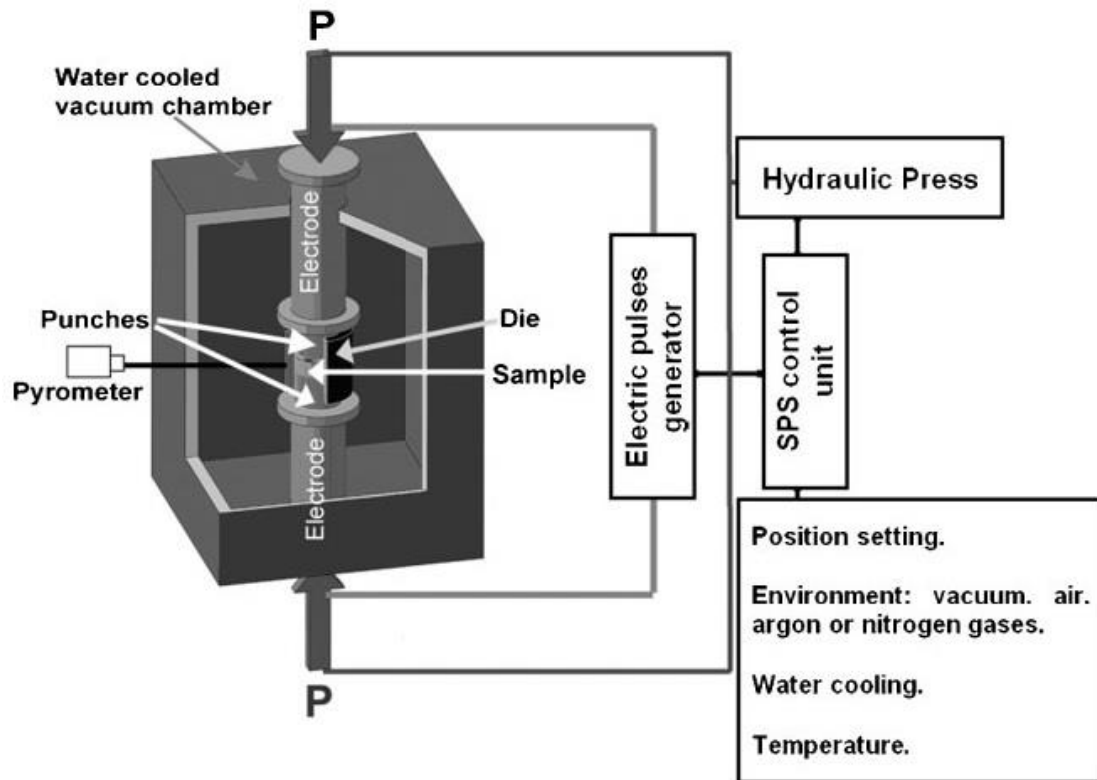 P
Water cooled
vacuum chamber
Hydraulic Press
Electrode
Punches
Die
Pyrometer
Sample
Electric pulses
generator
SPS control
unit
Electrode
Position setting.
Environment: vacuum. air.
argon or nitrogen gases.
Water cooling.
Temperature.
P